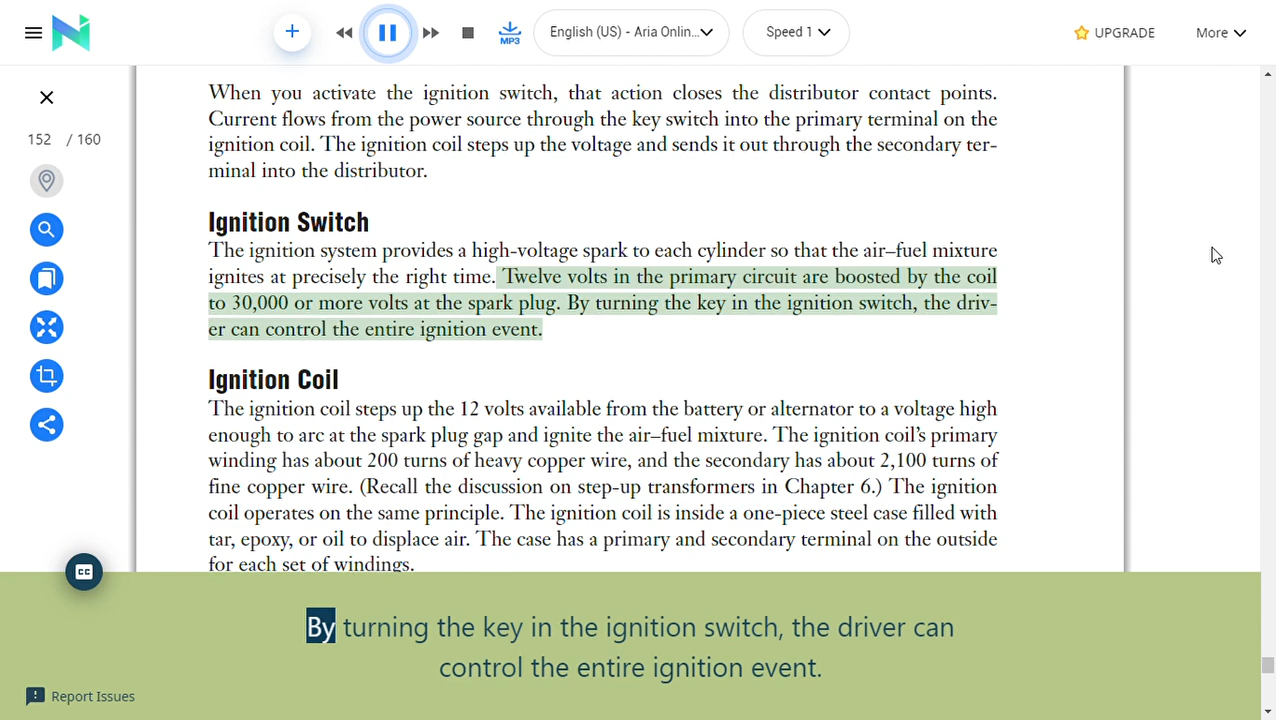 +
MP3
English (US) - Aria Onlin...
Speed 1
UPGRADE
More
152 / 160
When you activate the ignition switch, that action closes the distributor contact points.
Current flows from the power source through the key switch into the primary terminal on the
ignition coil. The ignition coil steps up the voltage and sends it out through the secondary ter-
minal into the distributor.
Ignition Switch
The ignition system provides a high-voltage spark to each cylinder so that the air–fuel mixture
ignites at precisely the right time. Twelve volts in the primary circuit are boosted by the coil
to 30,000 or more volts at the spark plug. By turning the key in the ignition switch, the driv-
er can control the entire ignition event.
Ignition Coil
The ignition coil steps up the 12 volts available from the battery or alternator to a voltage high
enough to arc at the spark plug gap and ignite the air–fuel mixture. The ignition coil’s primary
winding has about 200 turns of heavy copper wire, and the secondary has about 2,100 turns of
fine copper wire. (Recall the discussion on step-up transformers in Chapter 6.) The ignition
coil operates on the same principle. The ignition coil is inside a one-piece steel case filled with
tar, epoxy, or oil to displace air. The case has a primary and secondary terminal on the outside
for each set of windings.
CC
By turning the key in the ignition switch, the driver can
control the entire ignition event.
Report Issues